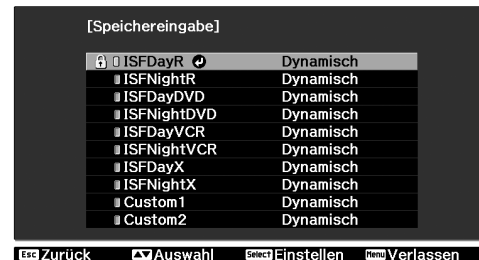 [Speichereingabe]
ISFDayR Dynamisch
ISFNightR Dynamisch
ISFDayDVD Dynamisch
ISFNightDVD Dynamisch
ISFDayVCR Dynamisch
ISFNightVCR Dynamisch
ISFDayX Dynamisch
ISFNightX Dynamisch
Custom1 Dynamisch
Custom2 Dynamisch
Esc Zurück Auswahl Select Einstellen Menu Verlassen